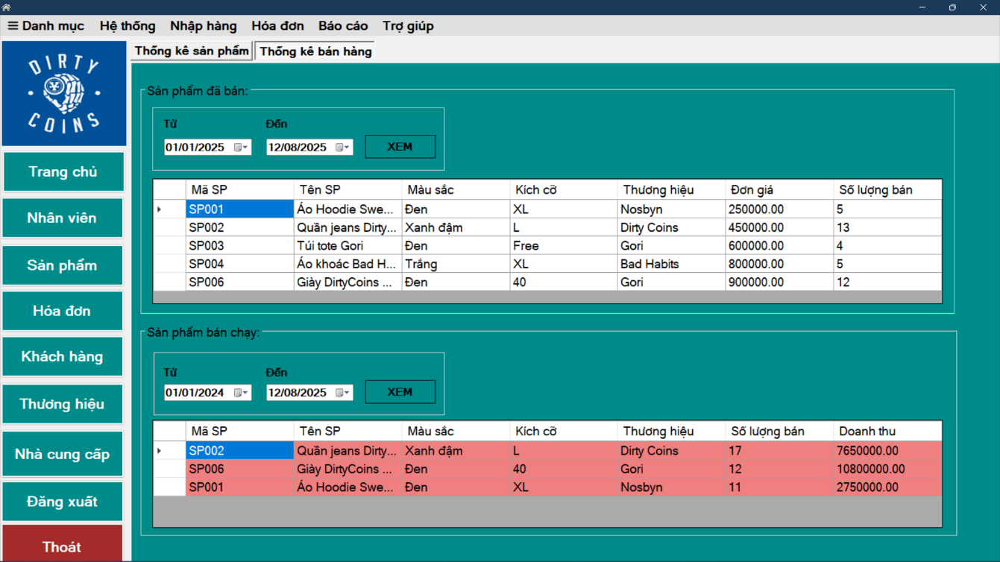 Danh mục Hệ thống Nhập hàng Hóa đơn Báo cáo Trợ giúp
DIRTY COINS
Trang chủ
Nhân viên
Sản phẩm
Hóa đơn
Khách hàng
Thương hiệu
Nhà cung cấp
Đăng xuất
Thoát
Thống kê sản phẩm Thống kê bán hàng
Sản phẩm đã bán:
Từ Đến
01/01/2025 12/08/2025 XEM
Mã SP Tên SP Màu sắc Kích cỡ Thương hiệu Đơn giá Số lượng bán
SP001 Áo Hoodie Swe... Đen XL Nosbyn 250000.00 5
SP002 Quần jeans Dirty... Xanh đậm L Dirty Coins 450000.00 13
SP003 Túi tote Gori Đen Free Gori 600000.00 4
SP004 Áo khoác Bad H... Trắng XL Bad Habits 800000.00 5
SP006 Giày DirtyCoins ... Đen 40 Gori 900000.00 12
Sản phẩm bán chạy:
Từ Đến
01/01/2024 12/08/2025 XEM
Mã SP Tên SP Màu sắc Kích cỡ Thương hiệu Số lượng bán Doanh thu
SP002 Quần jeans Dirty... Xanh đậm L Dirty Coins 17 7650000.00
SP006 Giày DirtyCoins ... Đen 40 Gori 12 10800000.00
SP001 Áo Hoodie Swe... Đen XL Nosbyn 11 2750000.00